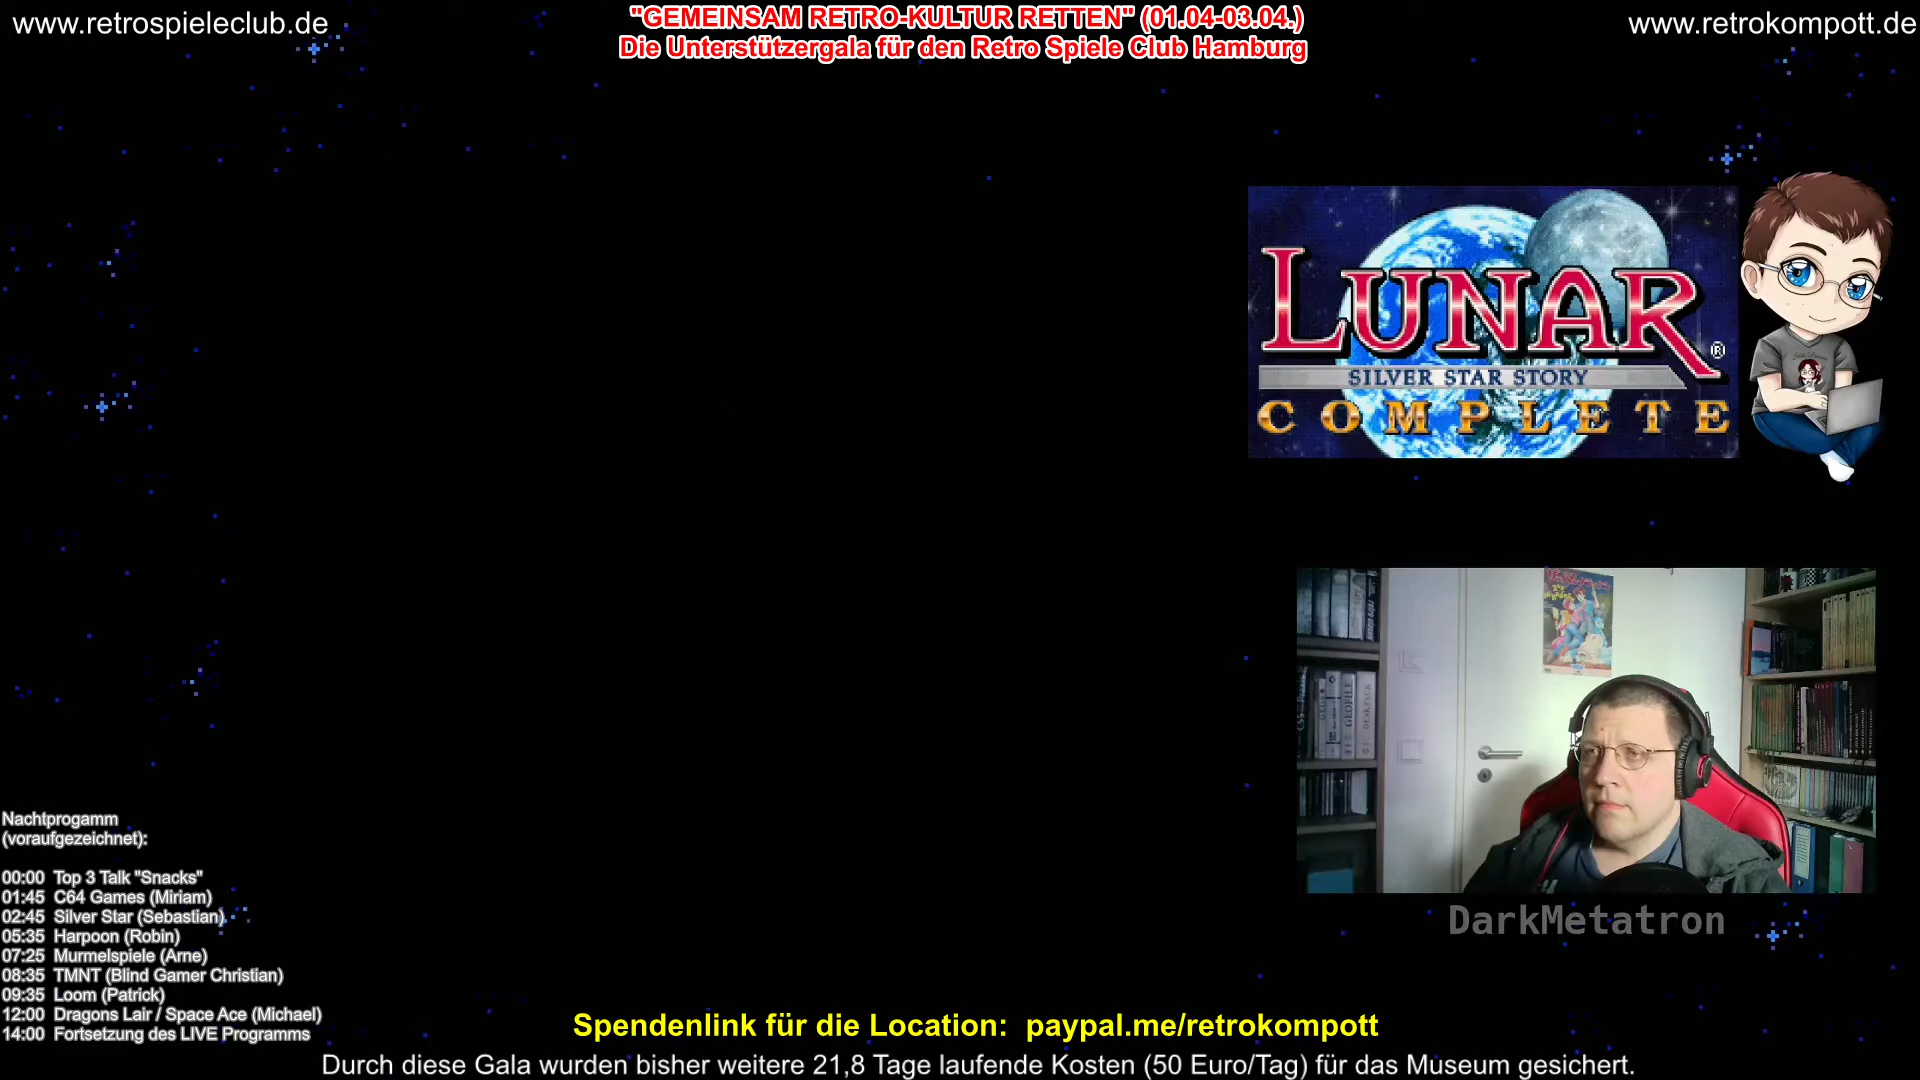 www.retrospieleclub.de
"GEMEINSAM RETRO-KULTUR RETTEN" (01.04-03.04.)
Die Unterstützergala für den Retro Spiele Club Hamburg
www.retrokompott.de
LUNAR®
SILVER STAR STORY
COMPLETE
DarkMetatron
Nachtprogamm
(voraufgezeichnet):
00:00 Top 3 Talk "Snacks"
01:45 C64 Games (Miriam)
02:45 Silver Star (Sebastian)
05:35 Harpoon (Robin)
07:25 Murmelspiele (Arne)
08:35 TMNT (Blind Gamer Christian)
09:35 Loom (Patrick)
12:00 Dragons Lair / Space Ace (Michael)
14:00 Fortsetzung des LIVE Programms
Spendenlink für die Location: paypal.me/retrokompott
Durch diese Gala wurden bisher weitere 21,8 Tage laufende Kosten (50 Euro/Tag) für das Museum gesichert.